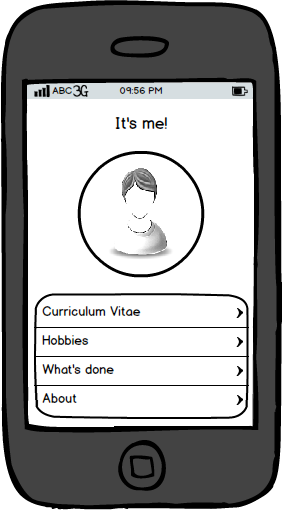 ABC 3G 09:56 PM
It's me!
Curriculum Vitae
Hobbies
What's done
About